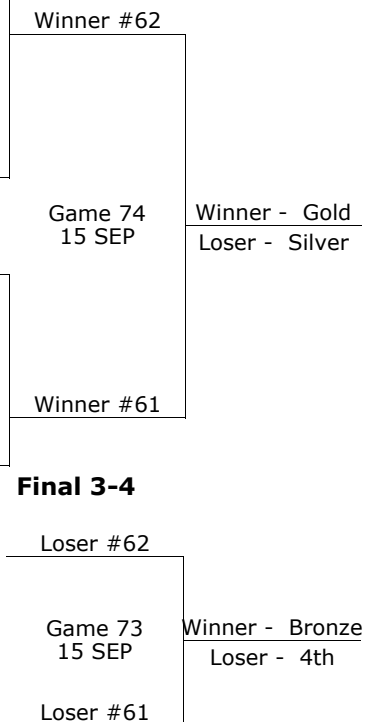 Winner #62
Game 74
15 SEP
Winner - Gold
Loser - Silver
Winner #61
Final 3-4
Loser #62
Game 73
15 SEP
Winner - Bronze
Loser - 4th
Loser #61